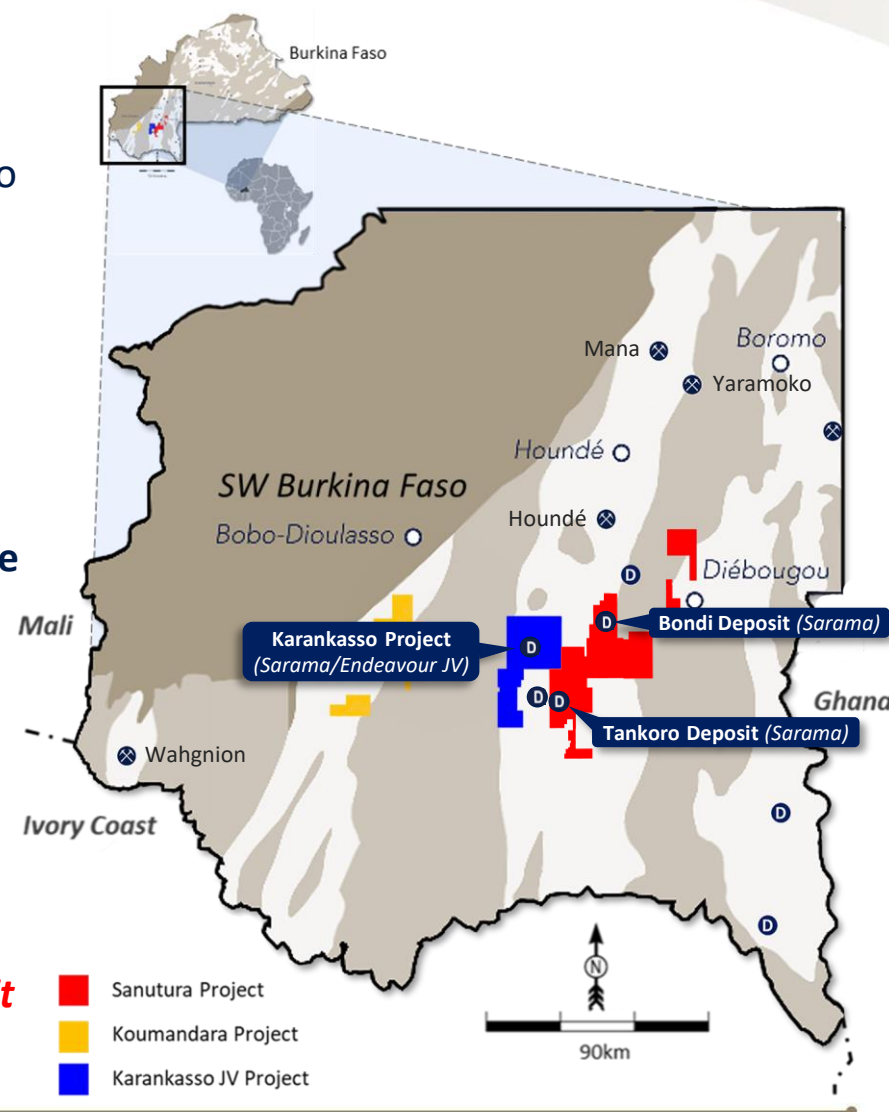 Burkina Faso
o
Mana
Boromo
Yaramoko
Houndé
SW Burkina Faso
Bobo-Dioulasso
Houndé
e
Diébougou
Mali
Karankasso Project
(Sarama/Endeavour JV)
D
D
D
Bondi Deposit (Sarama)
D
D
Ghana
Tankoro Deposit (Sarama)
Wahgnion
Ivory Coast
D
D
N
it
Sanutura Project
Koumandara Project
Karankasso JV Project
90km